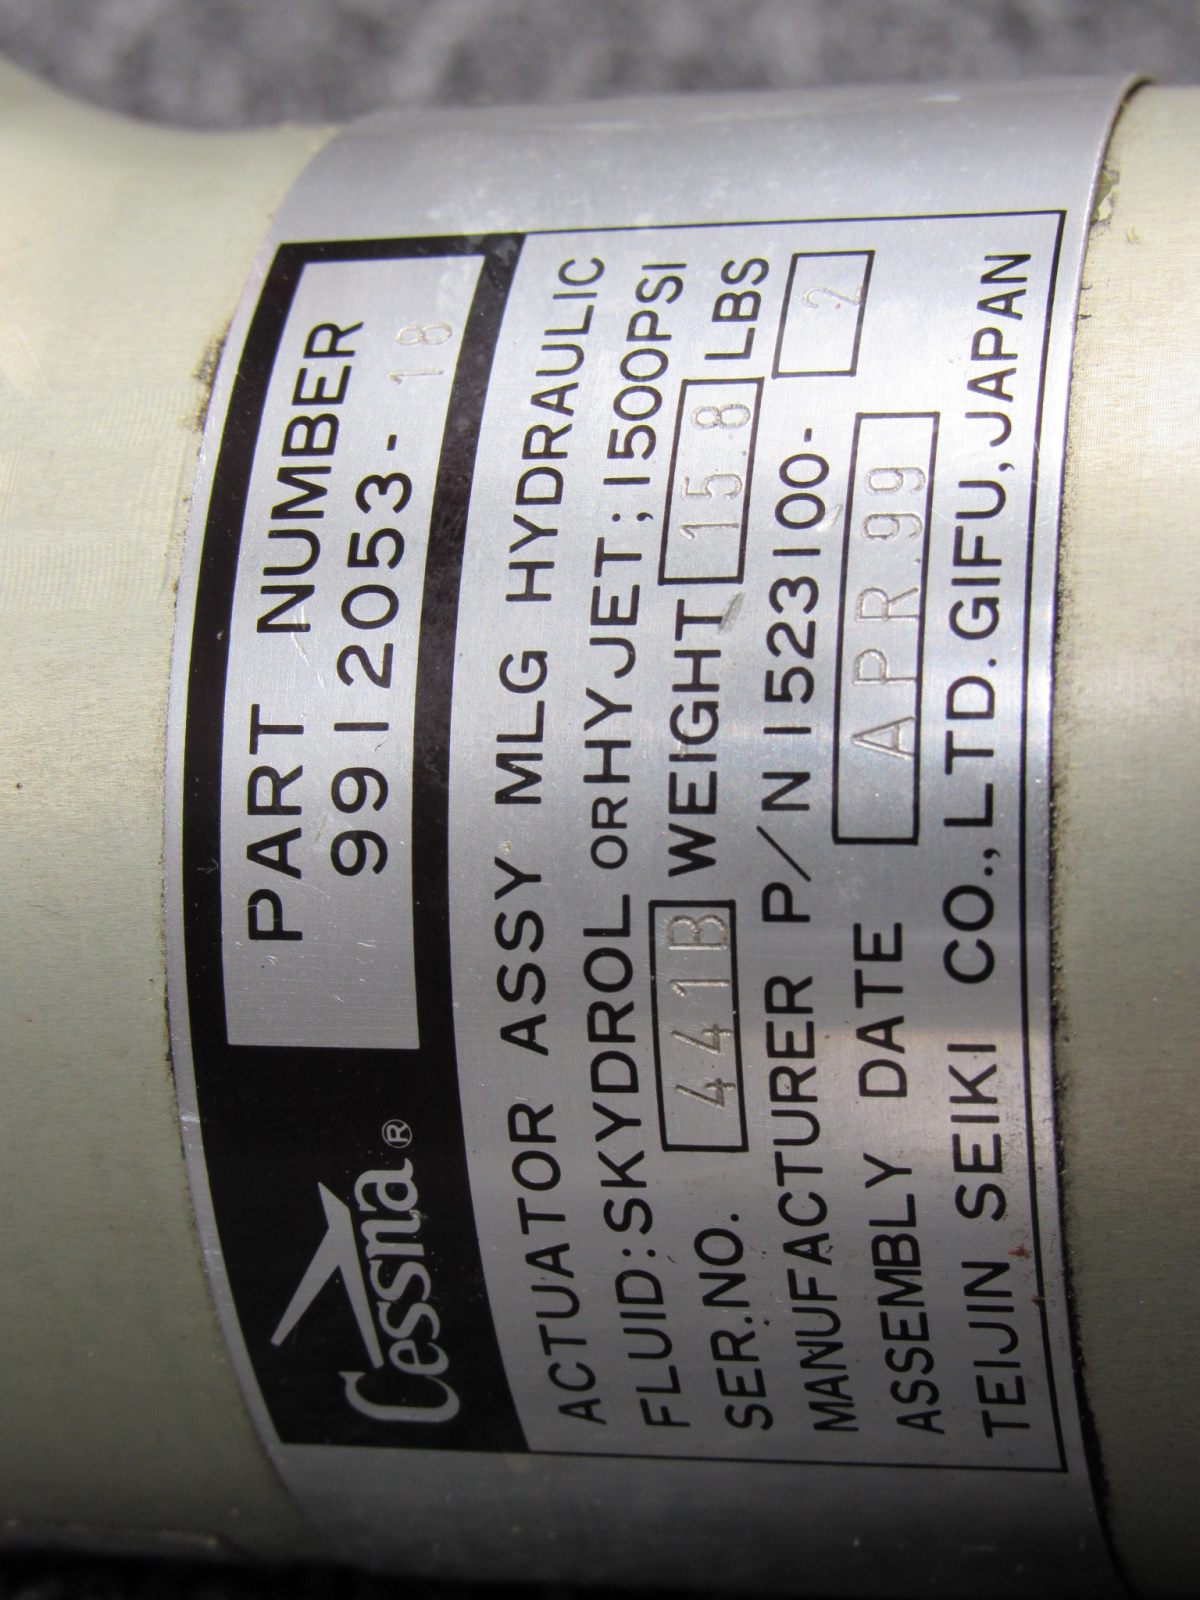 Cessna®
PART NUMBER
9912053-18
ACTUATOR ASSY MLG HYDRAULIC
FLUID:SKYDROL OR HYJET;1500PSI
SER.NO. 441B WEIGHT 15.8 LBS
MANUFACTURER P/N 1523100-2
ASSEMBLY DATE APR.99
TEIJIN SEIKI CO.,LTD.GIFU,JAPAN